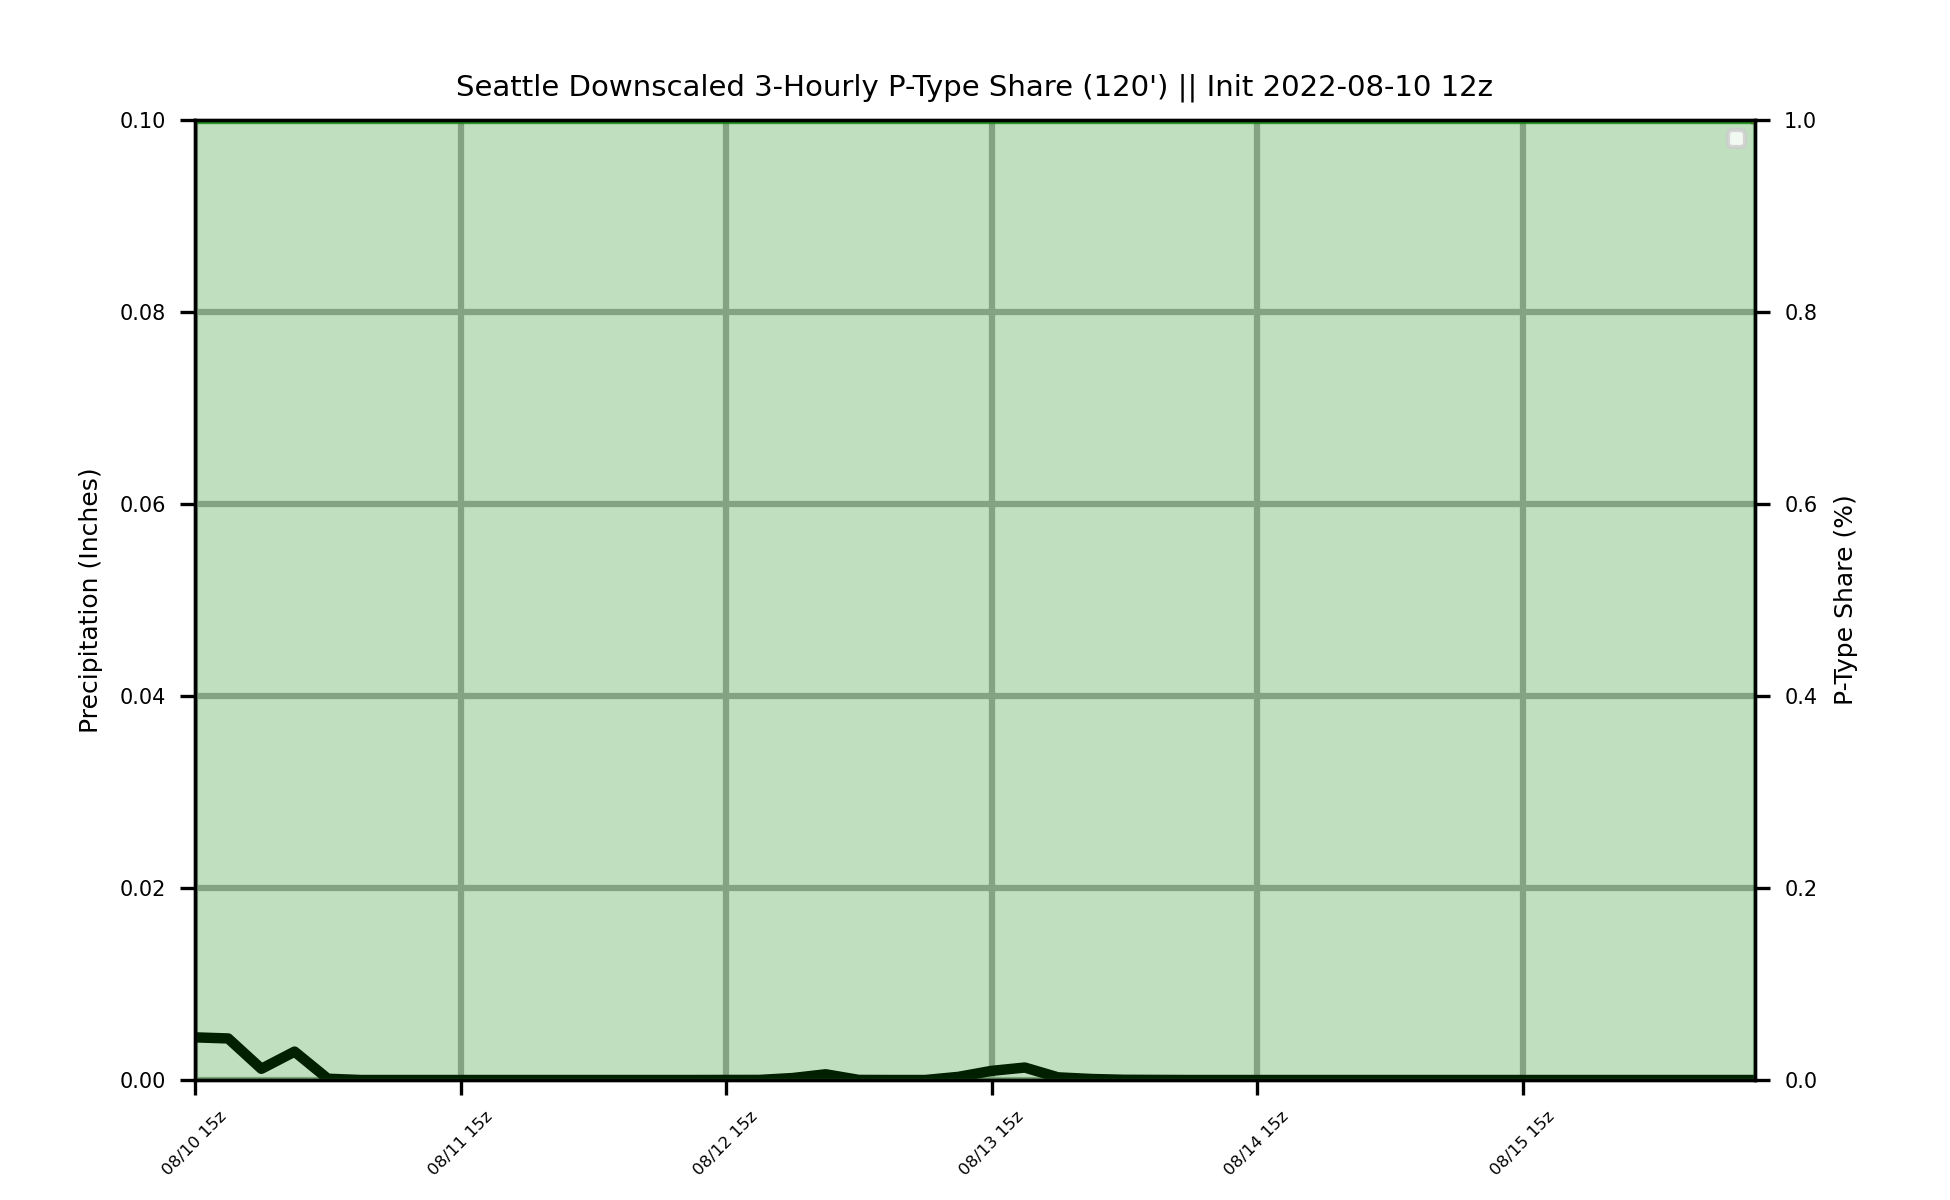 Seattle Downscaled 3-Hourly P-Type Share (120') || Init 2022-08-10 12z
Precipitation (Inches)
0.10
0.08
0.06
0.04
0.02
0.00
1.0
0.8
0.6
0.4
0.2
0.0
P-Type Share (%)
08/10 15z
08/11 15z
08/12 15z
08/13 15z
08/14 15z
08/15 15z